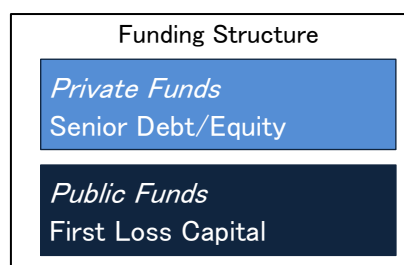 Funding Structure
Private Funds
Senior Debt/Equity
Public Funds
First Loss Capital